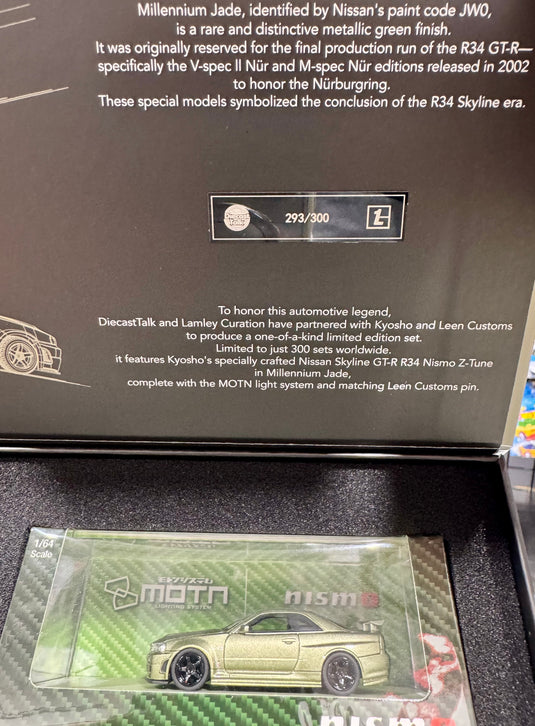 Millennium Jade, identified by Nissan's paint code JW0,
is a rare and distinctive metallic green finish.
It was originally reserved for the final production run of the R34 GT-R—
specifically the V-spec II Nür and M-spec Nür editions released in 2002
to honor the Nürburgring.
These special models symbolized the conclusion of the R34 Skyline era.
293/300
L
To honor this automotive legend,
DiecastTalk and Lamley Curation have partnered with Kyosho and Leen Customs
to produce a one-of-a-kind limited edition set.
Limited to just 300 sets worldwide.
it features Kyosho's specially crafted Nissan Skyline GT-R R34 Nismo Z-Tune
in Millennium Jade,
complete with the MOTN light system and matching Leen Customs pin.
1/64
Scale
MOTN
LIGHTING SYSTEM
nismo
nismo